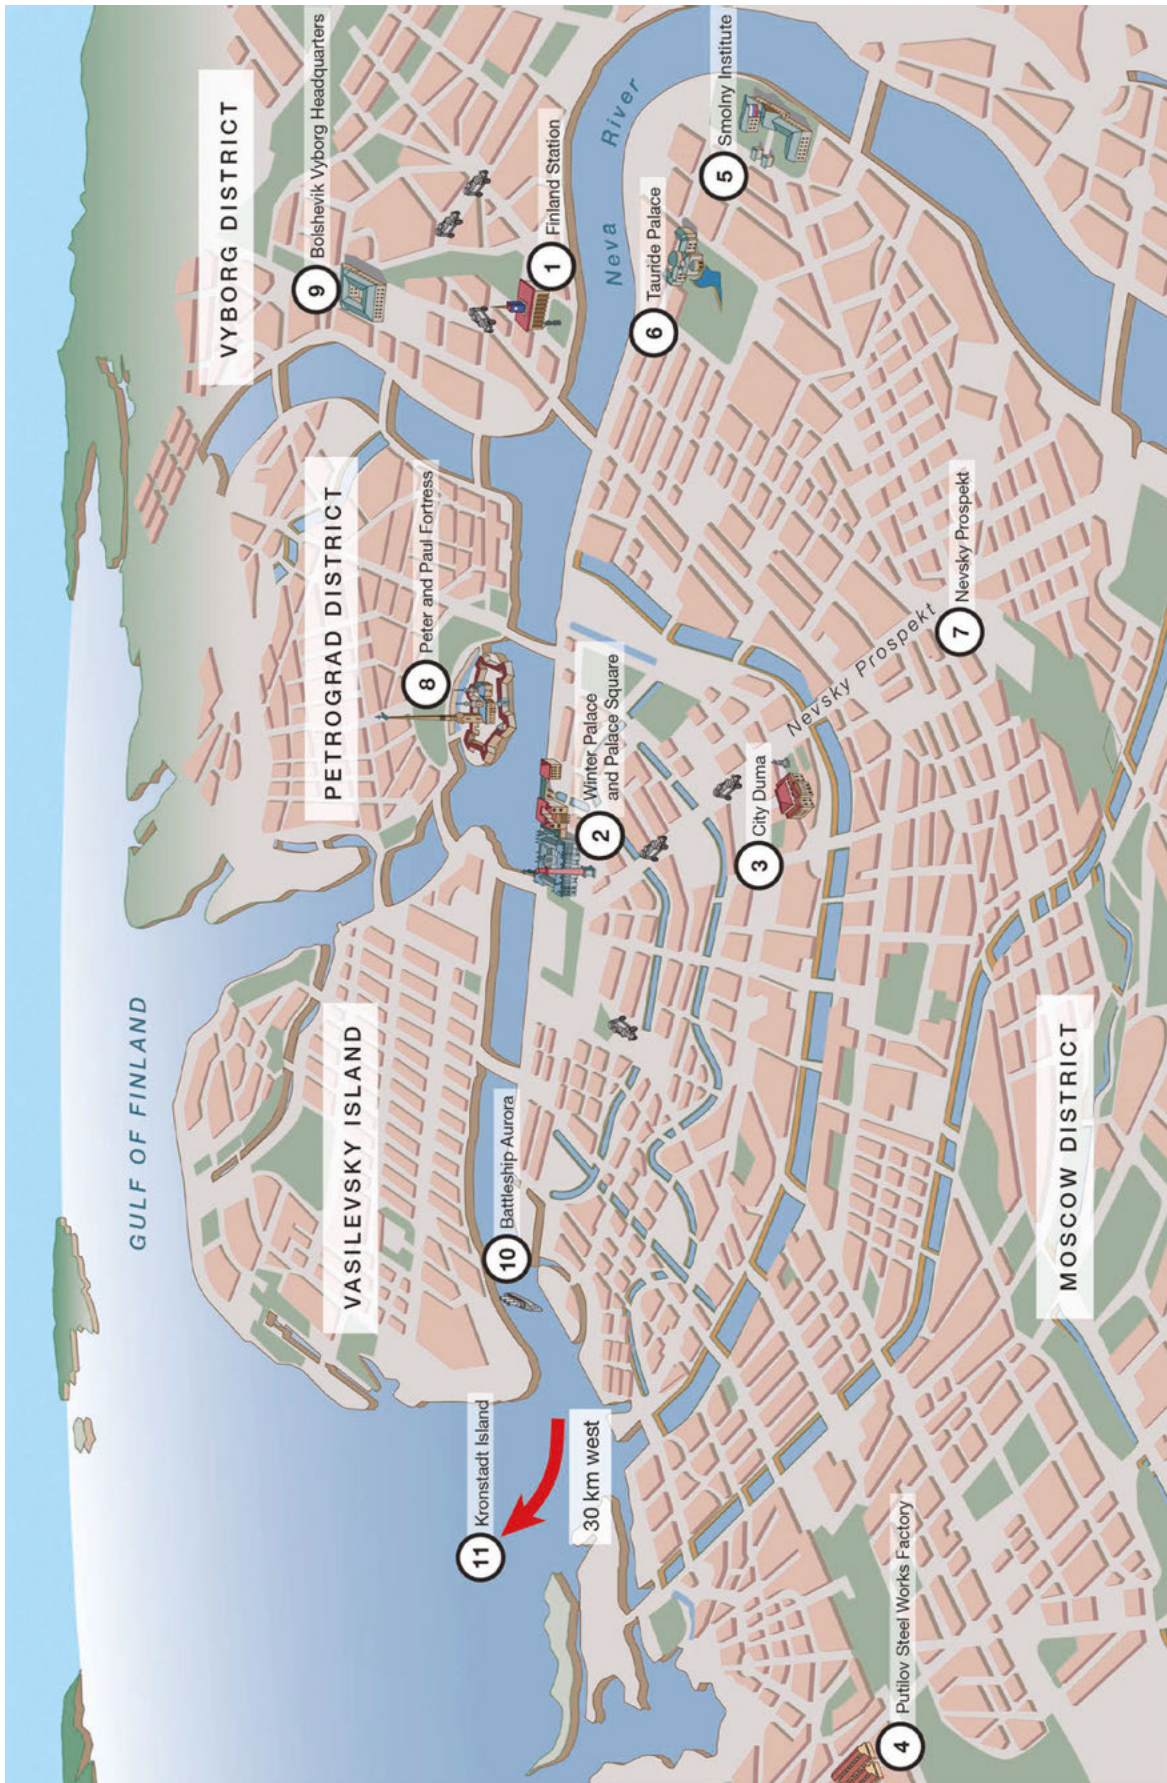 GULF OF FINLAND
VYBORG DISTRICT
9 Bolshevik Vyborg Headquarters
PETROGRAD DISTRICT
VASILEVSKY ISLAND
8 Peter and Paul Fortress
1 Finland Station
Neva River
11 Kronstadt Island
30 km west
10 Battleship Aurora
2 Winter Palace
and Palace Square
6 Tauride Palace
5 Smolny Institute
3 City Duma
Nevsky Prospekt
7 Nevsky Prospekt
4 Putilov Steel Works Factory
MOSCOW DISTRICT